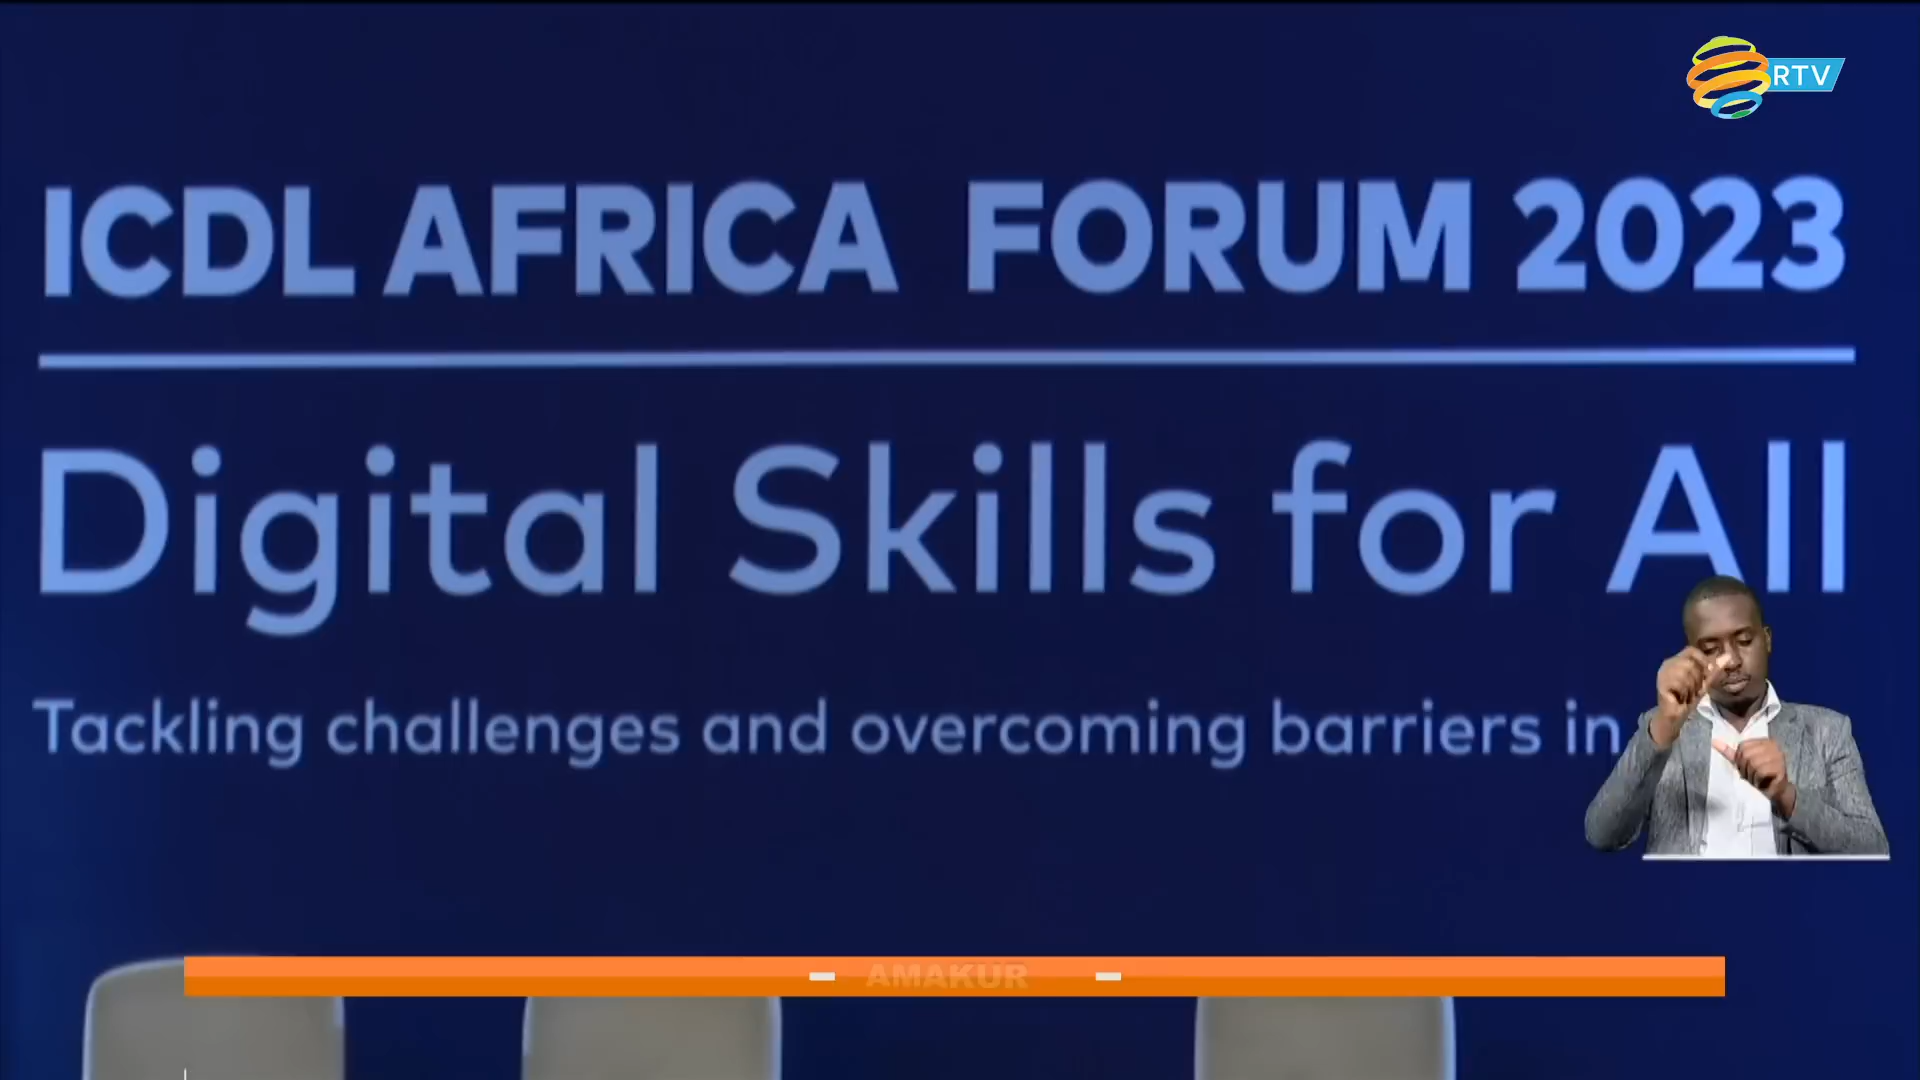 RTV
ICDL AFRICA FORUM 2023
Digital Skills for All
Tackling challenges and overcoming barriers in
AMAKUR